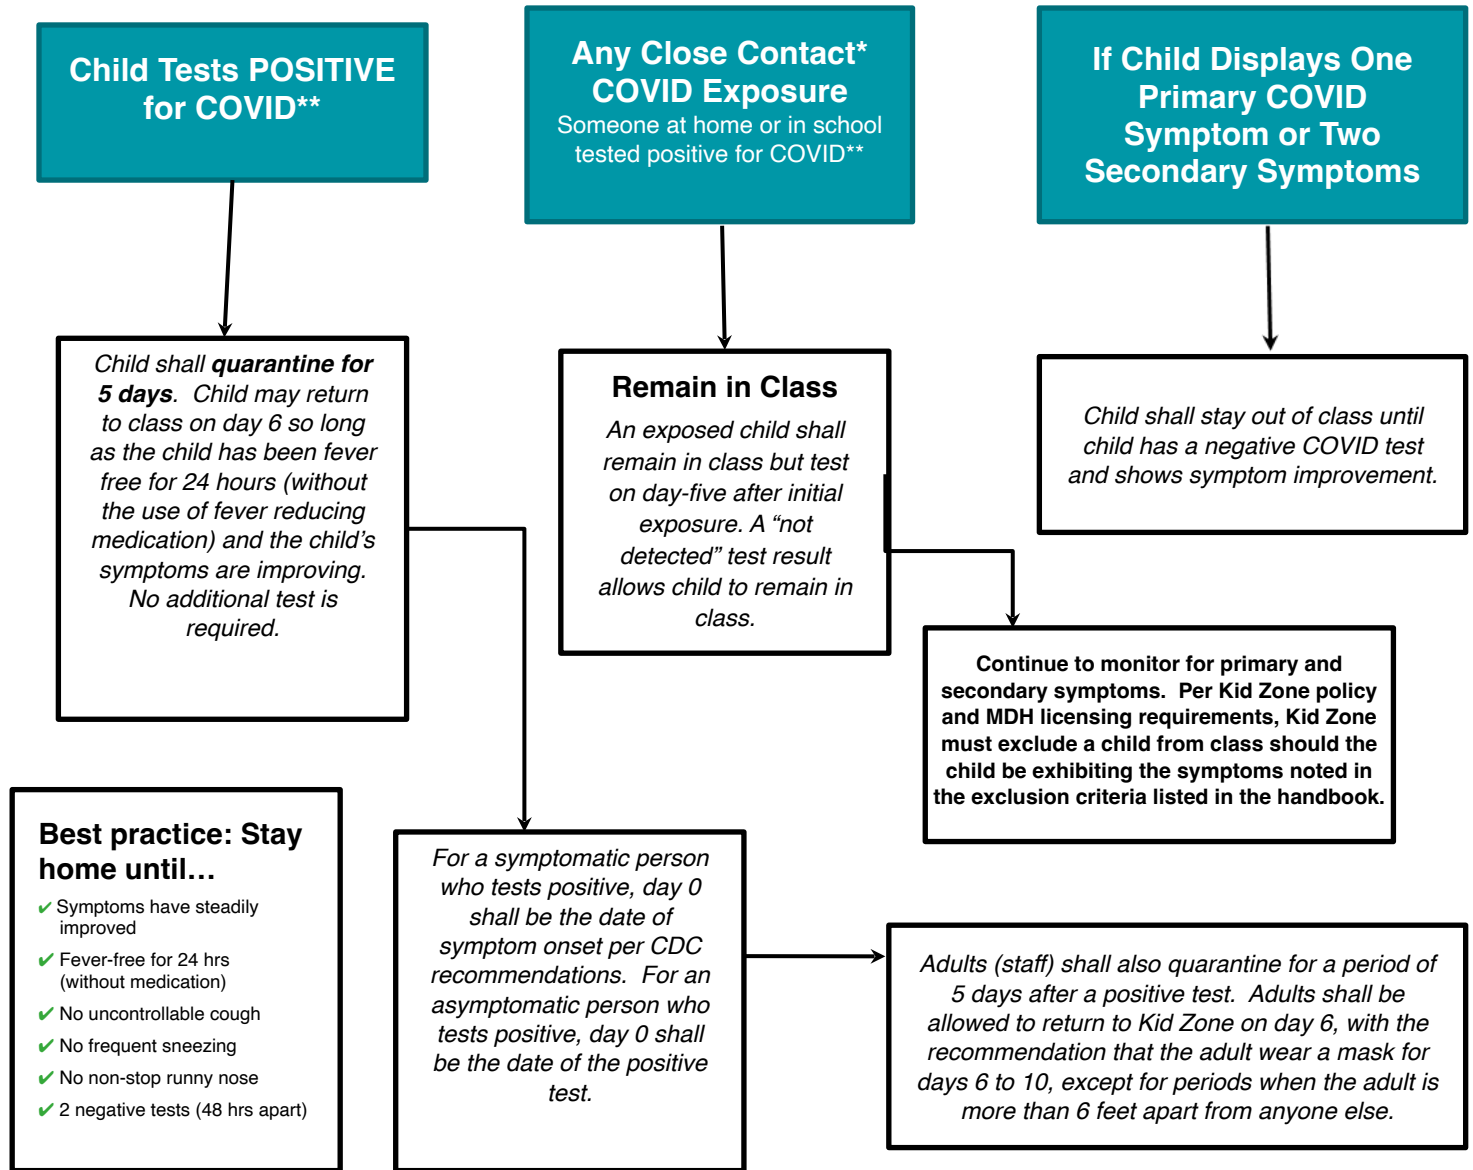 Child Tests POSITIVE
for COVID**
Any Close Contact*
COVID Exposure
Someone at home or in school
tested positive for COVID**
If Child Displays One
Primary COVID
Symptom or Two
Secondary Symptoms
Child shall quarantine for
5 days.  Child may return
to class on day 6 so long
as the child has been fever
free for 24 hours (without
the use of fever reducing
medication) and the child's
symptoms are improving.
No additional test is
required.
Remain in Class
An exposed child shall
remain in class but test
on day-five after initial
exposure. A “not
detected” test result
allows child to remain in
class.
Child shall stay out of class until
child has a negative COVID test
and shows symptom improvement.
Continue to monitor for primary and
secondary symptoms.  Per Kid Zone policy
and MDH licensing requirements, Kid Zone
must exclude a child from class should the
child be exhibiting the symptoms noted in
the exclusion criteria listed in the handbook.
Best practice: Stay
home until…
✔ Symptoms have steadily
improved
✔ Fever-free for 24 hrs
(without medication)
✔ No uncontrollable cough
✔ No frequent sneezing
✔ No non-stop runny nose
✔ 2 negative tests (48 hrs apart)
For a symptomatic person
who tests positive, day 0
shall be the date of
symptom onset per CDC
recommendations.  For an
asymptomatic person who
tests positive, day 0 shall
be the date of the positive
test.
Adults (staff) shall also quarantine for a period of
5 days after a positive test.  Adults shall be
allowed to return to Kid Zone on day 6, with the
recommendation that the adult wear a mask for
days 6 to 10, except for periods when the adult is
more than 6 feet apart from anyone else.